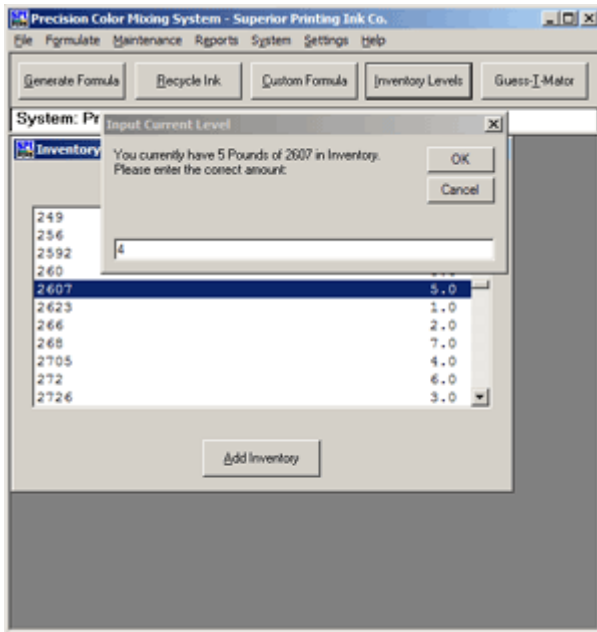 Precision Color Mixing System - Superior Printing Ink Co.
File Formulate Maintenance Reports System Settings Help
Generate Formula Recycle Ink Custom Formula Inventory Levels Guess-I-Mator
System: Pr
Input Current Level
Inventory
You currently have 5 Pounds of 2607 in Inventory.
Please enter the correct amount:
OK
Cancel
4
249
256
2592
260
2607 5.0
2623 1.0
266 2.0
268 7.0
2705 4.0
272 6.0
2726 3.0
Add Inventory